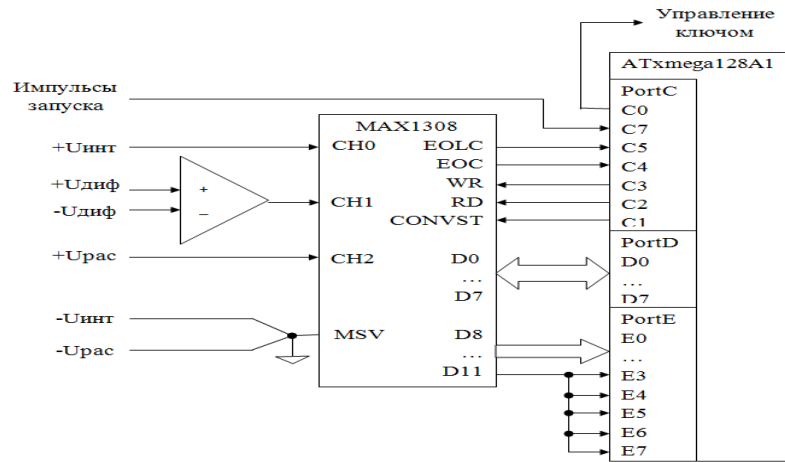 Управление
ключом
ATxmega128A1
PortC
C0
Импульсы
запуска
C7
MAX1308
+Uинт
CH0
EOLC
C5
EOC
C4
+Uдиф
+
WR
C3
-Uдиф
–
CH1
RD
C2
CONVST
C1
PortD
+Uрас
CH2
D0
D0
...
...
D7
D7
-Uинт
PortE
MSV
D8
E0
-Uрас
...
...
D11
E3
E4
E5
E6
E7